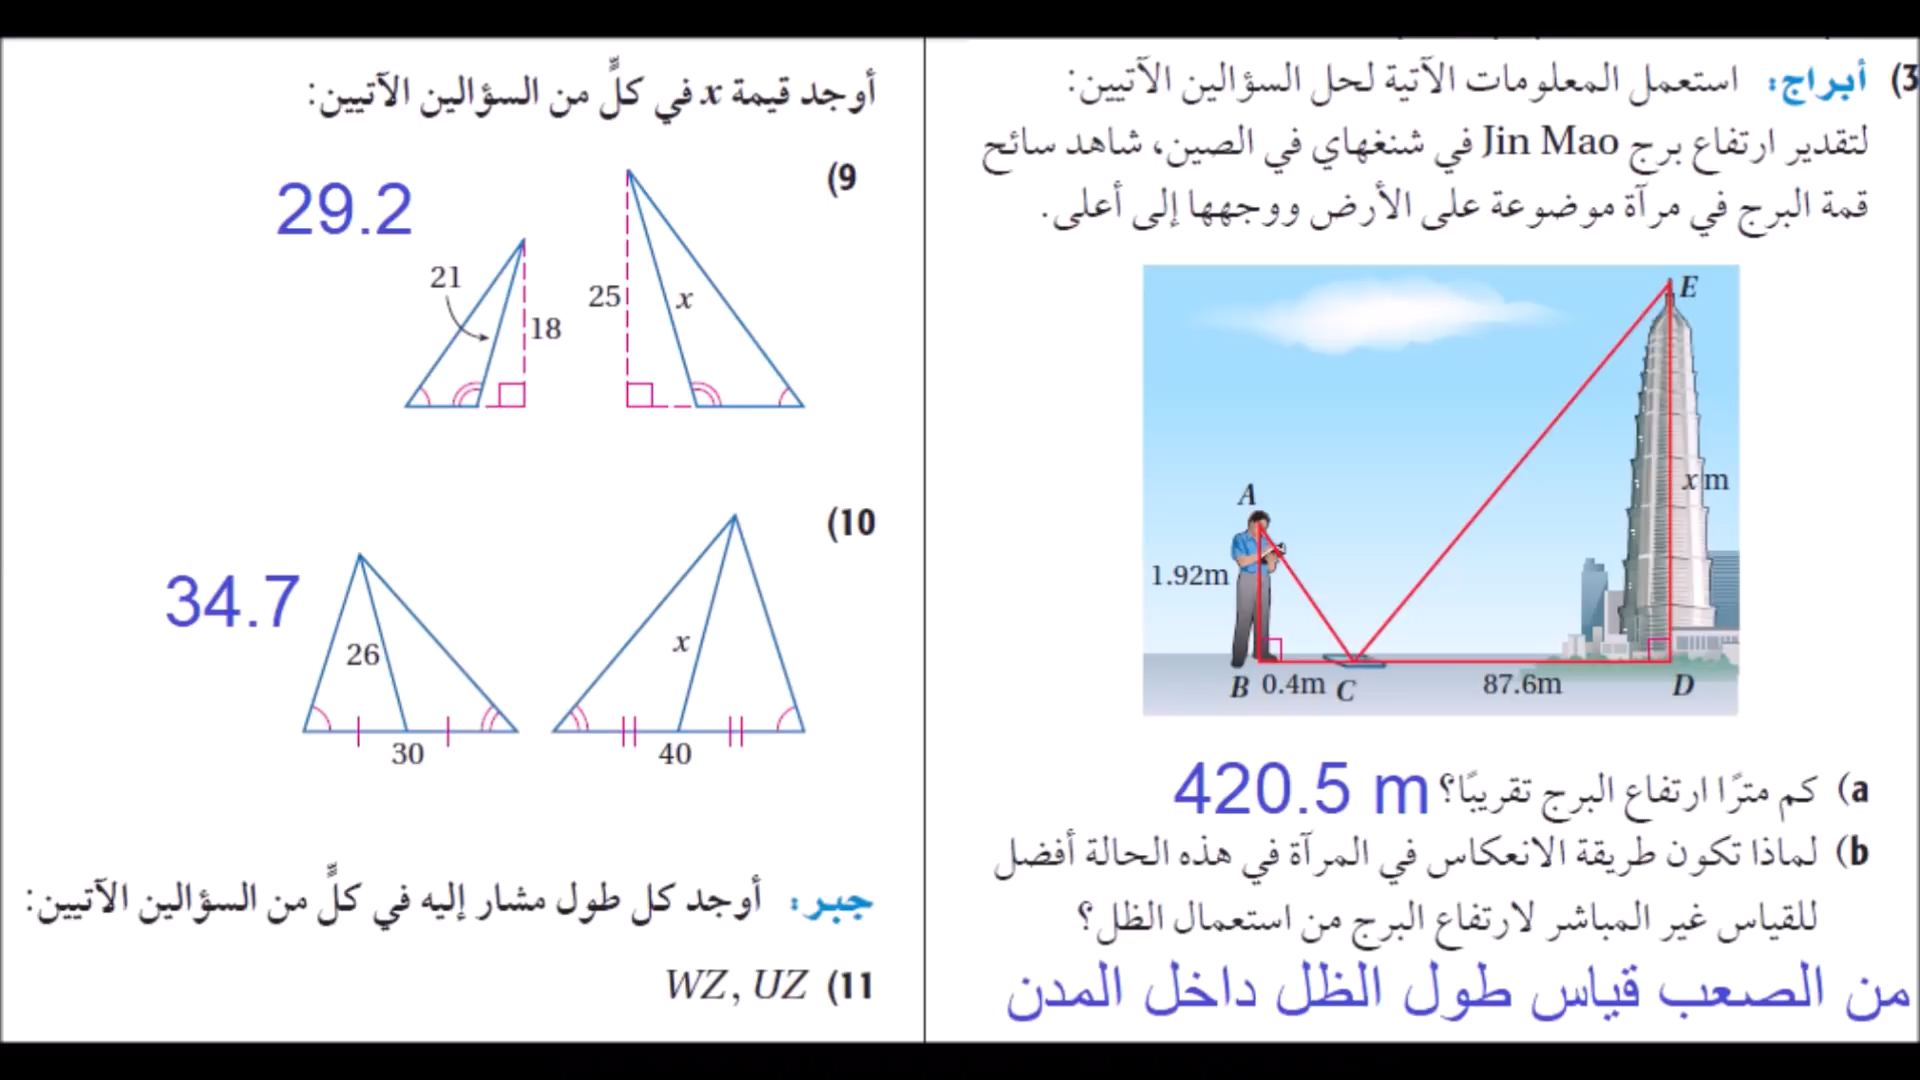 3) أبراج: استعمل المعلومات الآتية لحل السؤالين الآتيين:
لتقدير ارتفاع برج Jin Mao في شنغهاي في الصين، شاهد سائح
قمة البرج في مرآة موضوعة على الأرض ووجهها إلى أعلى.
E
x m
A
1.92m
B 0.4m C 87.6m D
a) كم مترًا ارتفاع البرج تقريبًا؟ 420.5 m
b) لماذا تكون طريقة الانعكاس في المرآة في هذه الحالة أفضل
للقياس غير المباشر لارتفاع البرج من استعمال الظل؟
من الصعب قياس طول الظل داخل المدن
أوجد قيمة x في كلٍّ من السؤالين الآتيين:
9)
29.2
21
18
25
x
10)
34.7
26
30
x
40
جبر: أوجد كل طول مشار إليه في كلٍّ من السؤالين الآتيين:
11) WZ, UZ